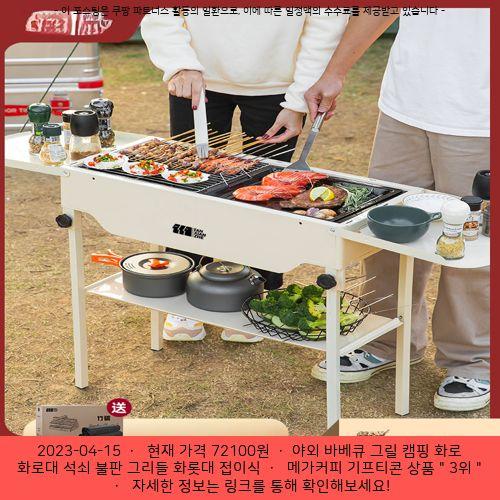 - 이 포스팅은 쿠팡 파트너스 활동의 일환으로, 이에 따른 일정액의 수수료를 제공받고 있습니다 -
TAN
XIAN
ZHE
送
2023-04-15 · 현재 가격 72100원 · 야외 바베큐 그릴 캠핑 화로
화로대 석쇠 불판 그리들 화롯대 접이식 · 메가커피 기프티콘 상품 " 3위 "
· 자세한 정보는 링크를 통해 확인해보세요!